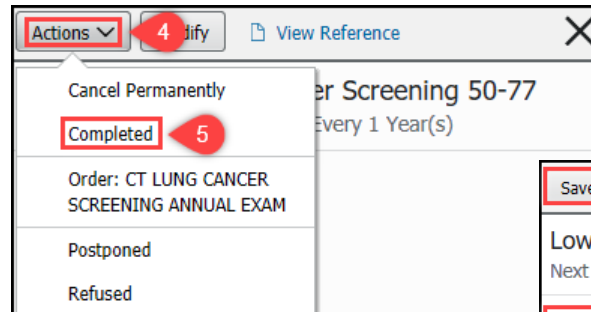 Actions 4 dify View Reference
er Screening 50-77
Every 1 Year(s)
Cancel Permanently
Completed 5
Order: CT LUNG CANCER
SCREENING ANNUAL EXAM
Postponed
Refused
Save
Low
Next